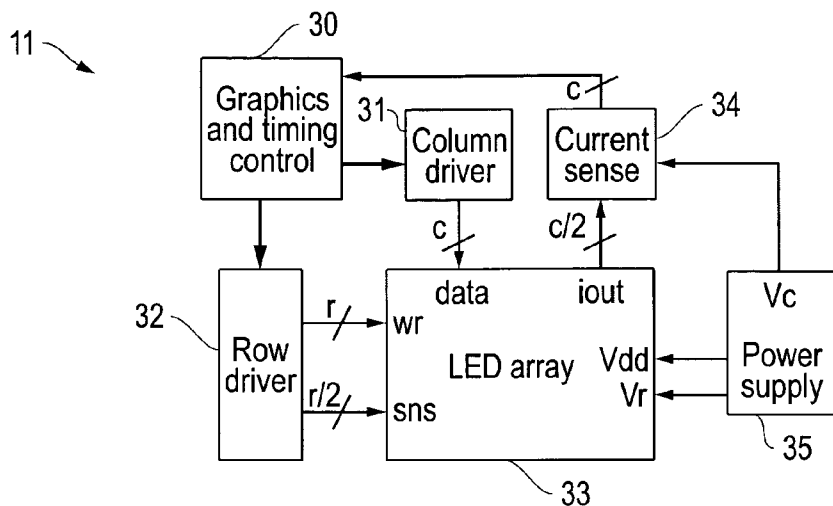 11
30
Graphics
and timing
control
31
Column
driver
c
34
Current
sense
c
c/2
32
Row
driver
r
r/2
data
iout
wr
LED array
sns
Vdd
Vr
33
Vc
Power
supply
35